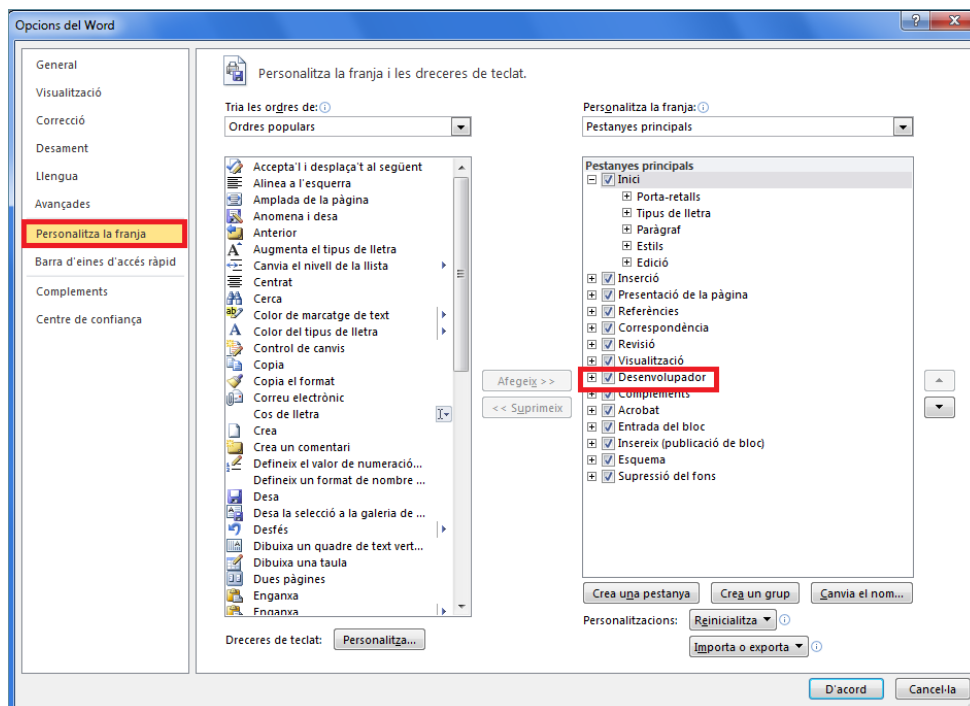 Opcions del Word
General
Visualització
Correcció
Desament
Llengua
Avançades
Personalitza la franja
Barra d'eines d'accés ràpid
Complements
Centre de confiança
Personalitza la franja i les dreceres de teclat.
Tria les ordres de:
Ordres populars
Accepta'l i desplaça't al següent
Alinea a l'esquerra
Amplada de la pàgina
Anomena i desa
Anterior
Augmenta el tipus de lletra
Canvia el nivell de la llista
Centrat
Cerca
Color de marcatge de text
Color del tipus de lletra
Control de canvis
Copia
Copia el format
Correu electrònic
Cos de lletra
Crea
Crea un comentari
Defineix el valor de numeració...
Defineix un format de nombre ...
Desa
Desa la selecció a la galeria de ...
Desfés
Dibuixa un quadre de text vert...
Dibuixa una taula
Dues pàgines
Enganxa
Enganxa
Dreceres de teclat:
Personalitza...
Afegeix >>
<< Suprimeix
Personalitza la franja:
Pestanyes principals
Pestanyes principals
Inici
Porta-retalls
Tipus de lletra
Paràgraf
Estils
Edició
Inserció
Presentació de la pàgina
Referències
Correspondència
Revisió
Visualització
Desenvolupador
Complements
Acrobat
Entrada del bloc
Insereix (publicació de bloc)
Esquema
Supressió del fons
Crea una pestanya
Crea un grup
Canvia el nom...
Personalitzacions:
Reinicialitza
Importa o exporta
D'acord
Cancel·la